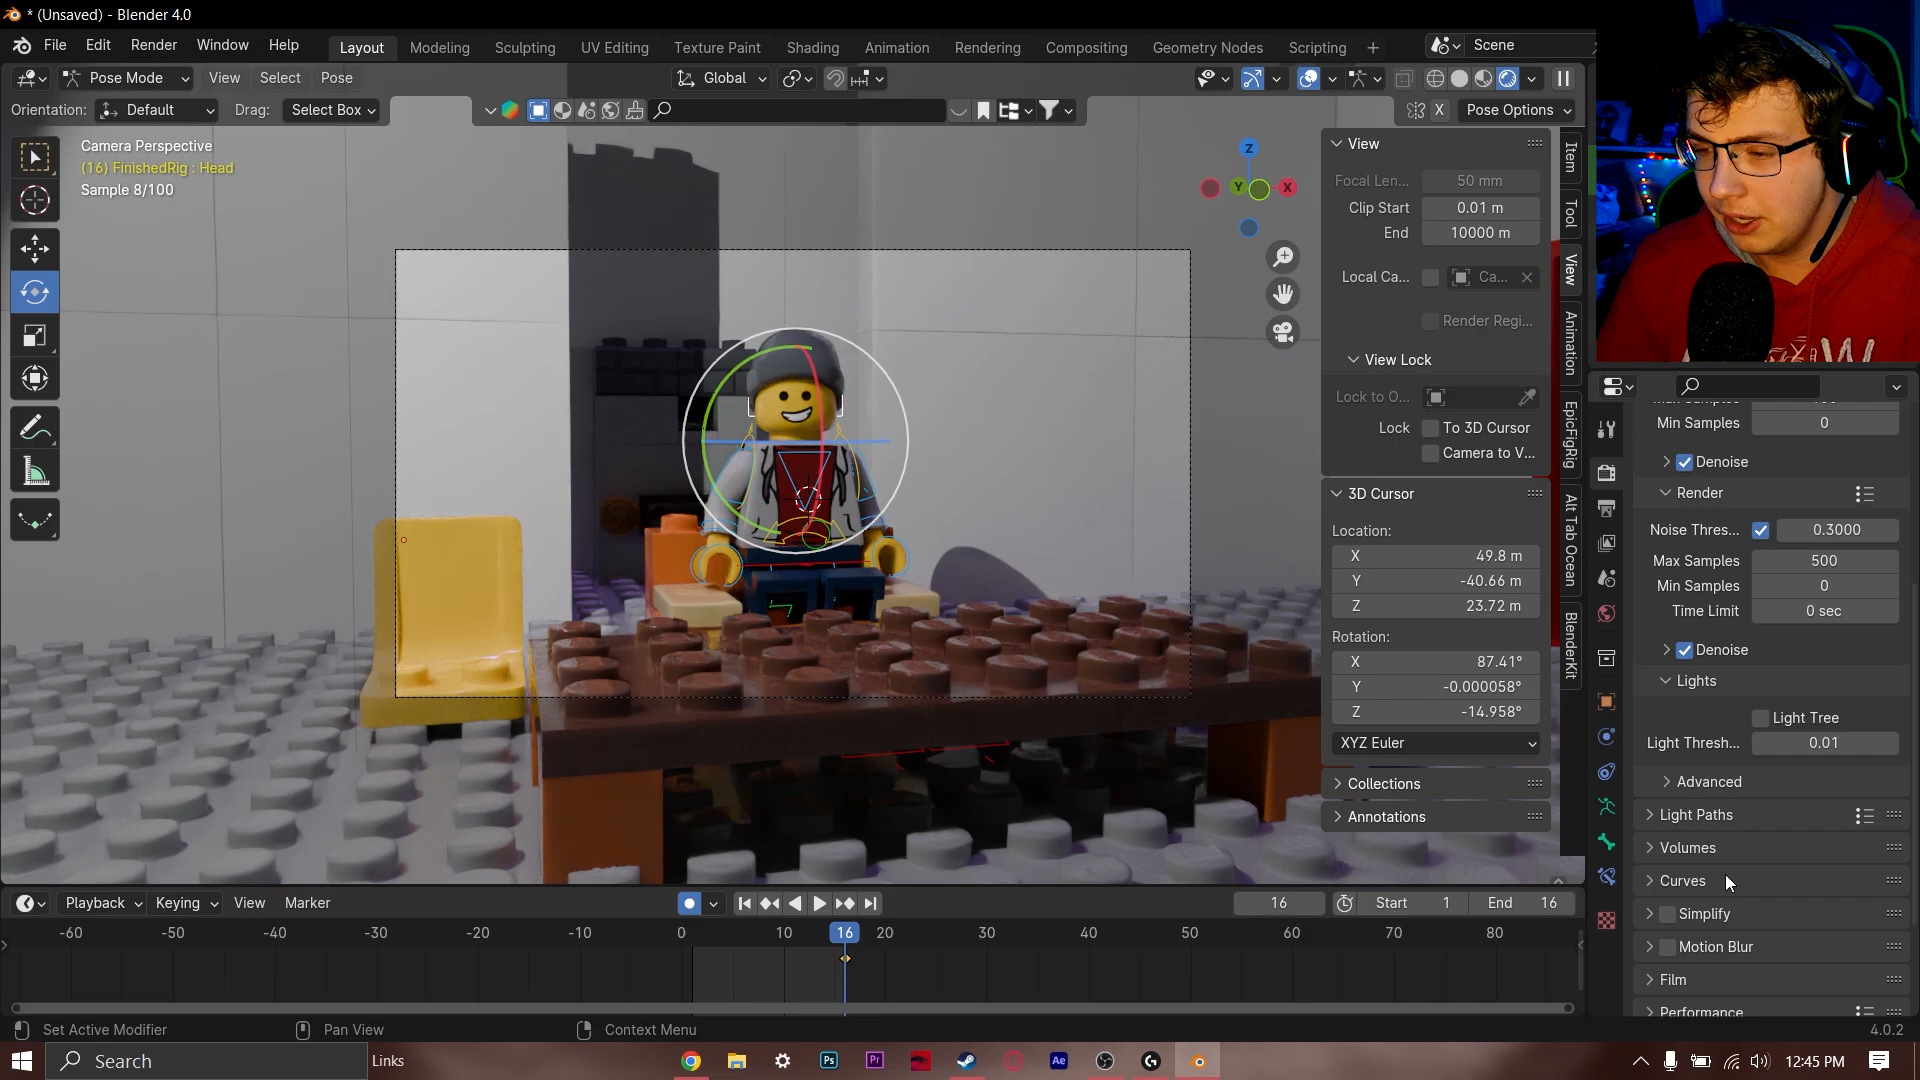 * (Unsaved) - Blender 4.0
File Edit Render Window Help
Layout Modeling Sculpting UV Editing Texture Paint Shading Animation Rendering Compositing Geometry Nodes Scripting +
Scene
Pose Mode View Select Pose
Global
Orientation: Default Drag: Select Box
X Pose Options
Camera Perspective
(16) FinishedRig : Head
Sample 8/100
Z
Y X
View
Focal Len... 50 mm
Clip Start 0.01 m
End 10000 m
Local Ca... Ca...
Render Regi...
View Lock
Lock to O...
Lock To 3D Cursor
Camera to V...
3D Cursor
Location:
X 49.8 m
Y -40.66 m
Z 23.72 m
Rotation:
X 87.41°
Y -0.000058°
Z -14.958°
XYZ Euler
Collections
Annotations
Item
Tool
View
Animation
EpicFigRig
Alt Tab Ocean
BlenderKit
Min Samples 0
Denoise
Render
Noise Thres... 0.3000
Max Samples 500
Min Samples 0
Time Limit 0 sec
Denoise
Lights
Light Tree
Light Thresh... 0.01
Advanced
Light Paths
Volumes
Curves
Simplify
Motion Blur
Film
Performance
Playback Keying View Marker
16 Start 1 End 16
-60 -50 -40 -30 -20 -10 0 10 16 20 30 40 50 60 70 80
Set Active Modifier Pan View Context Menu
4.0.2
Search Links
Ps Pr Ae
12:45 PM